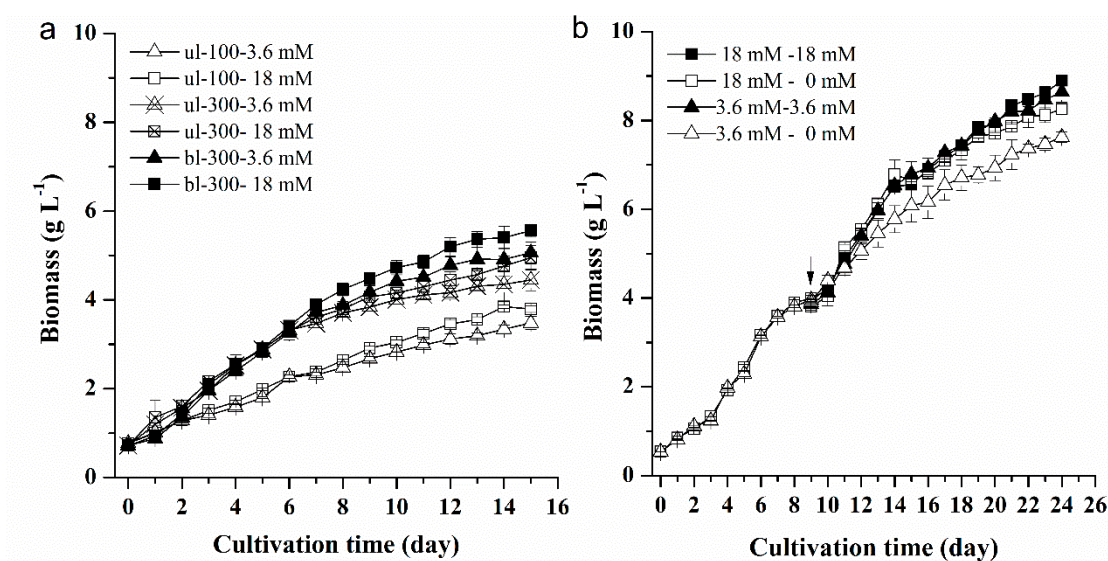 a
ul-100-3.6 mM
ul-100- 18 mM
ul-300-3.6 mM
ul-300- 18 mM
bl-300-3.6 mM
bl-300- 18 mM
10
8
6
4
2
0
Biomass (g L⁻¹)
0 2 4 6 8 10 12 14 16
Cultivation time (day)
b
18 mM -18 mM
18 mM - 0 mM
3.6 mM-3.6 mM
3.6 mM - 0 mM
10
8
6
4
2
0
Biomass (g L⁻¹)
0 2 4 6 8 10 12 14 16 18 20 22 24 26
Cultivation time (day)